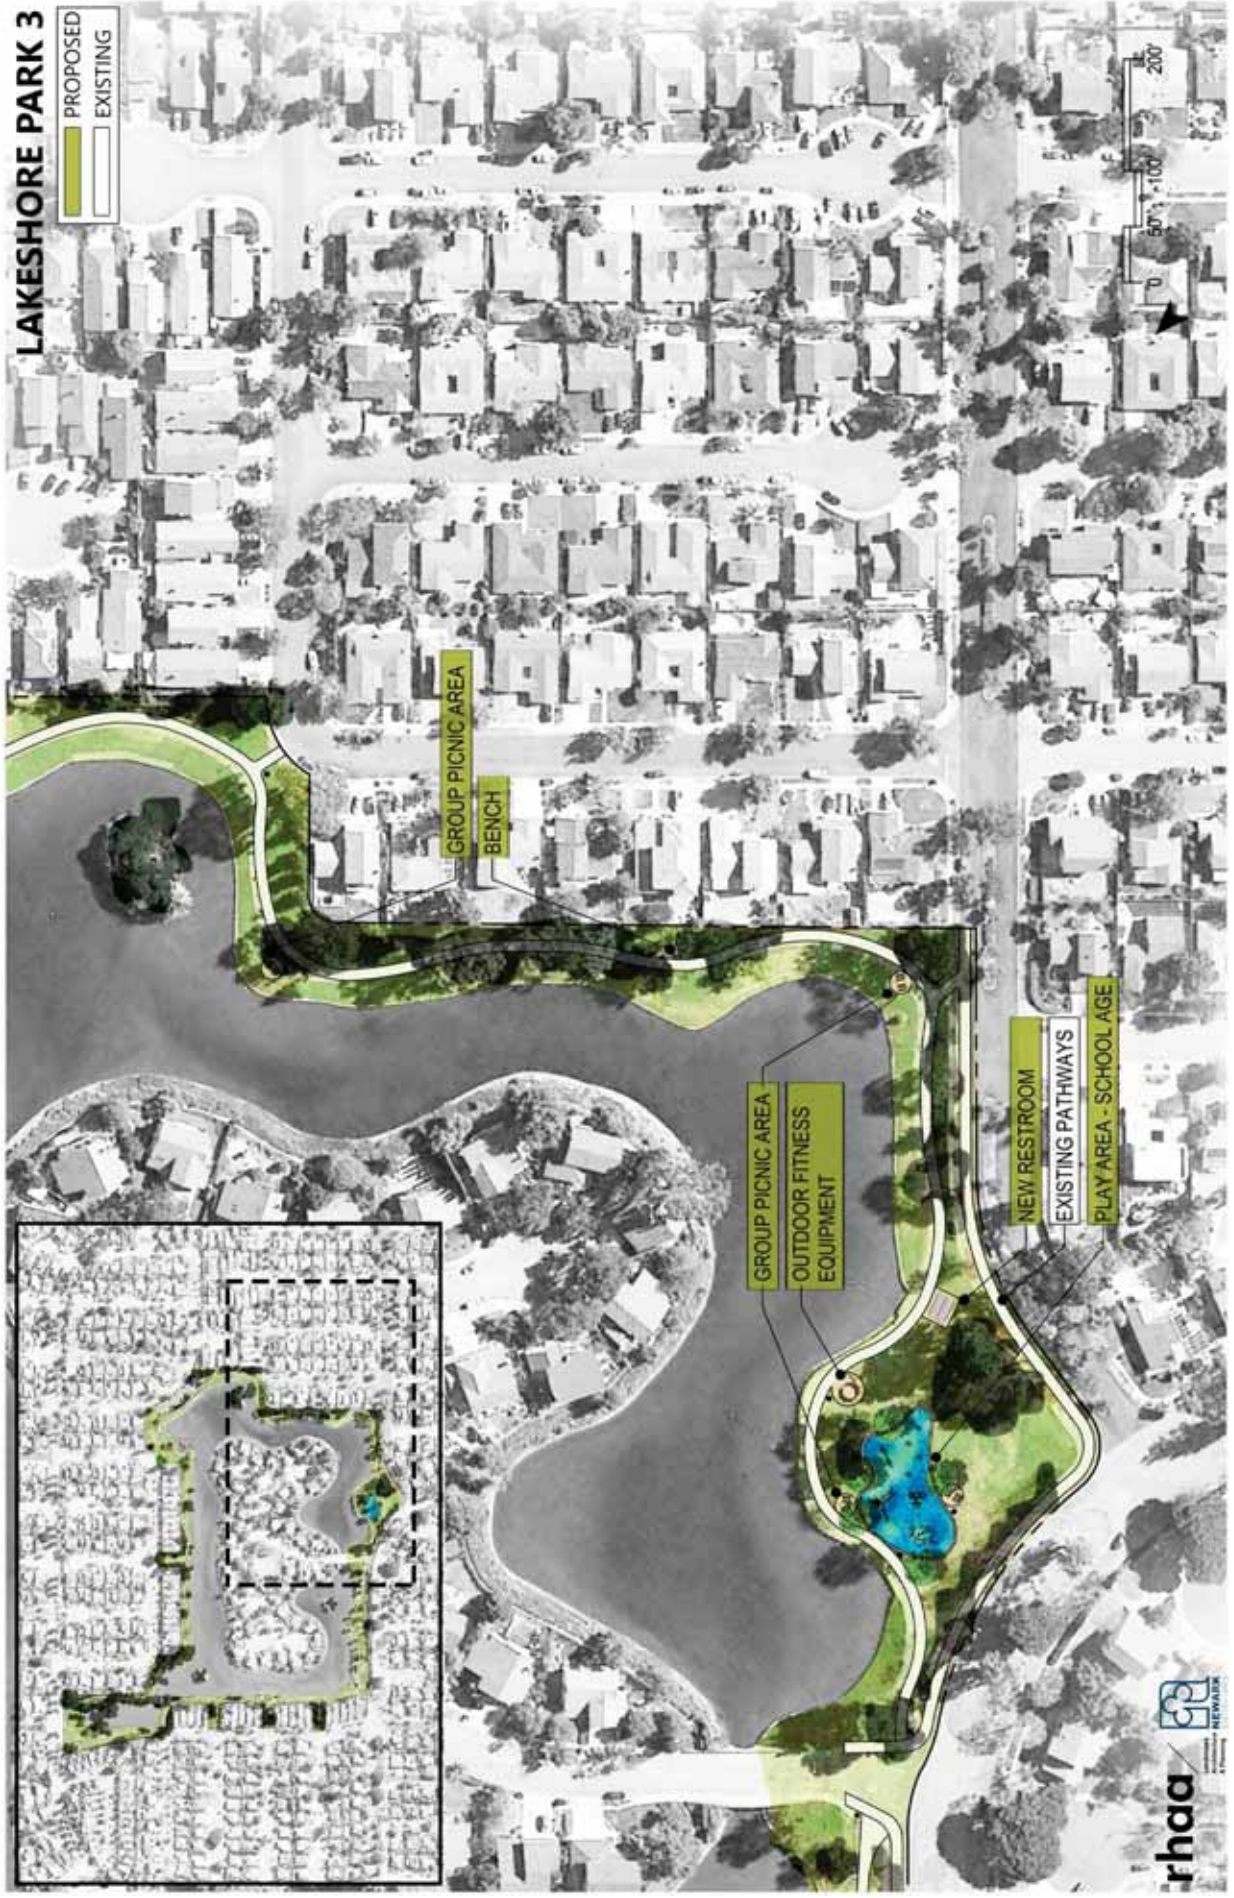 LAKESHORE PARK 3
PROPOSED
EXISTING
GROUP PICNIC AREA
BENCH
GROUP PICNIC AREA
OUTDOOR FITNESS
EQUIPMENT
NEW RESTROOM
EXISTING PATHWAYS
PLAY AREA - SCHOOL AGE
0 50' 100' 200'
rhaa
NEWARK